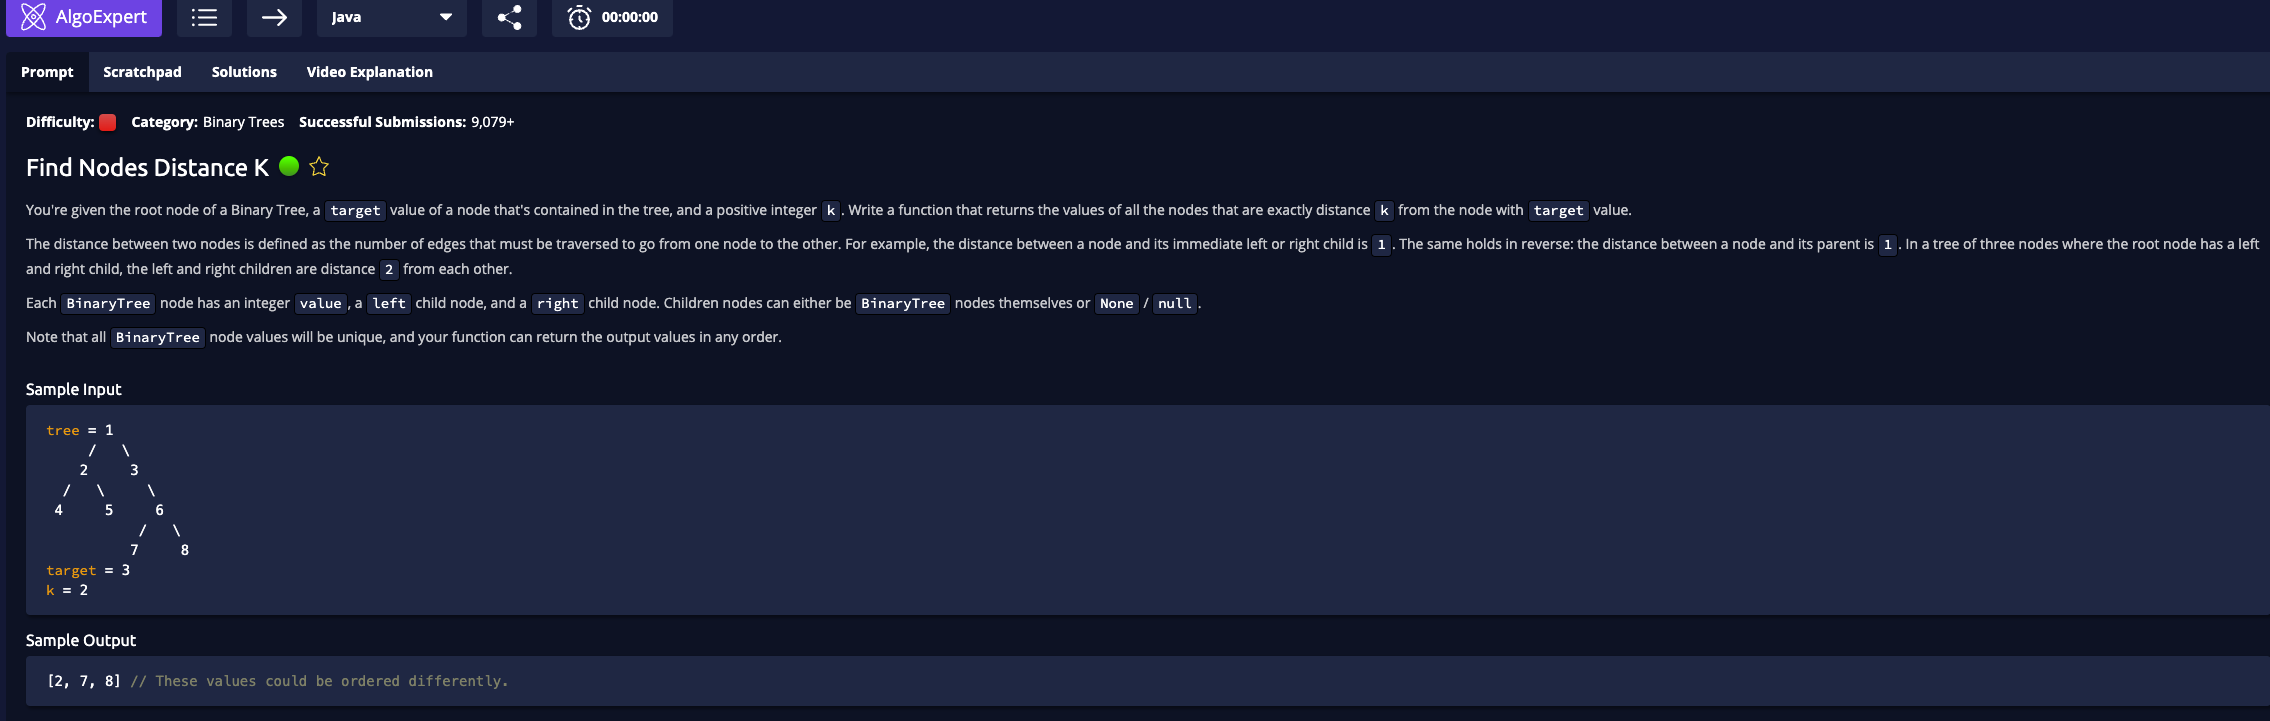 AlgoExpert Java 00:00:00
Prompt Scratchpad Solutions Video Explanation
Difficulty: Category: Binary Trees Successful Submissions: 9,079+
Find Nodes Distance K
You're given the root node of a Binary Tree, a target value of a node that's contained in the tree, and a positive integer k. Write a function that returns the values of all the nodes that are exactly distance k from the node with target value.
The distance between two nodes is defined as the number of edges that must be traversed to go from one node to the other. For example, the distance between a node and its immediate left or right child is 1. The same holds in reverse: the distance between a node and its parent is 1. In a tree of three nodes where the root node has a left
and right child, the left and right children are distance 2 from each other.
Each BinaryTree node has an integer value, a left child node, and a right child node. Children nodes can either be BinaryTree nodes themselves or None / null.
Note that all BinaryTree node values will be unique, and your function can return the output values in any order.
Sample Input
tree = 1
/ \
2 3
/ \ \
4 5 6
/ \
7 8
target = 3
k = 2
Sample Output
[2, 7, 8] // These values could be ordered differently.